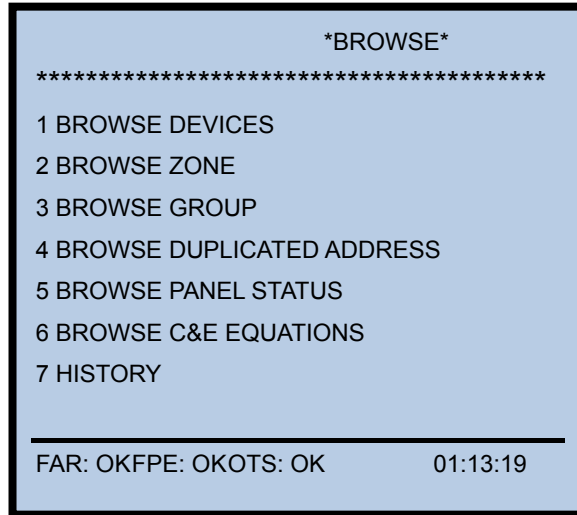 *BROWSE*
******************************************
1 BROWSE DEVICES
2 BROWSE ZONE
3 BROWSE GROUP
4 BROWSE DUPLICATED ADDRESS
5 BROWSE PANEL STATUS
6 BROWSE C&E EQUATIONS
7 HISTORY
FAR: OKFPE: OKOTS: OK 01:13:19